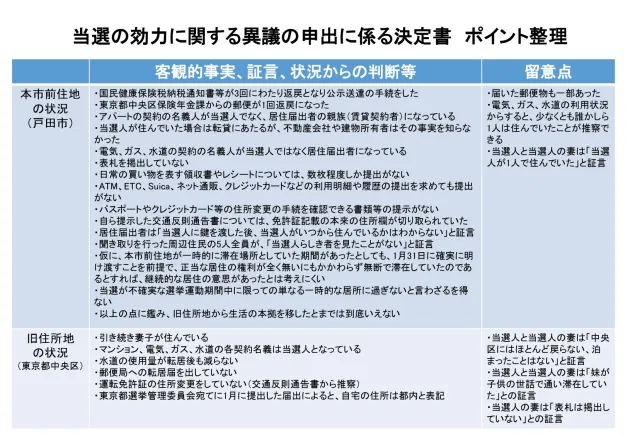 当選の効力に関する異議の申出に係る決定書　ポイント整理
客観的事実、証言、状況からの判断等
留意点
本市前住地
の状況
（戸田市）
・国民健康保険税納税通知書等が3回にわたり返戻となり公示送達の手続をした
・東京都中央区保険年金課からの郵便が1回返戻になった
・アパートの契約の名義人が当選人でなく、居住届出者の親族（賃貸契約者）になっている
・当選人が住んでいた場合は転貸にあたるが、不動産会社や建物所有者はその事実を知らな
かった
・電気、ガス、水道の契約の名義人が当選人ではなく居住届出者になっている
・表札を掲出していない
・日常の買い物を表す領収書やレシートについては、数枚程度しか提出がない
・ATM、ETC、Suica、ネット通販、クレジットカードなどの利用明細や履歴の提出を求めても提出
がない
・パスポートやクレジットカード等の住所変更の手続を確認できる書類等の提示がない
・自ら提示した交通反則通告書については、免許証記載の本来の住所欄が切り取られていた
・居住届出者は「当選人に鍵を渡した後、当選人がいつから住んでいるかはわからない」と証言
・聞き取りを行った周辺住民の5人全員が、「当選人らしき者を見たことがない」と証言
・仮に、本市前住地が一時的に滞在場所としていた期間があったとしても、1月31日に確実に明
け渡すことを前提で、正当な居住の権利が全く無いにもかかわらず無断で滞在していたのであ
るとすれば、継続的な居住の意思があったとは考えにくい
・当選人が不確実な選挙運動期間中に限っての単なる一時的な居所に過ぎないと言わざるを得
ない
・以上の点に鑑み、旧住所地から生活の本拠を移したとまでは到底いえない
・届いた郵便物も一部あった
・電気、ガス、水道の利用状況
からすると、少なくとも誰かしら
1人は住んでいたことが推察で
きる
・当選人と当選人の妻は「当選
人が1人で住んでいた」と証言
旧住所地
の状況
（東京都中央区）
・引き続き妻子が住んでいる
・マンション、電気、ガス、水道の各契約名義は当選人となっている
・水道の使用量が転居後も減らない
・郵便局への転居届を出していない
・運転免許証の住所変更をしていない（交通反則通告書から推察）
・東京都選挙管理委員会宛てに1月に提出した届出によると、自宅の住所は都内と表記
・当選人と当選人の妻は「中央
区にはほとんど戻らない、泊
まったことはない」と証言
・当選人と当選人の妻は「妹が
子供の世話で通い滞在してい
た」との証言
・当選人の妻は「表札は掲出し
ていない」との証言